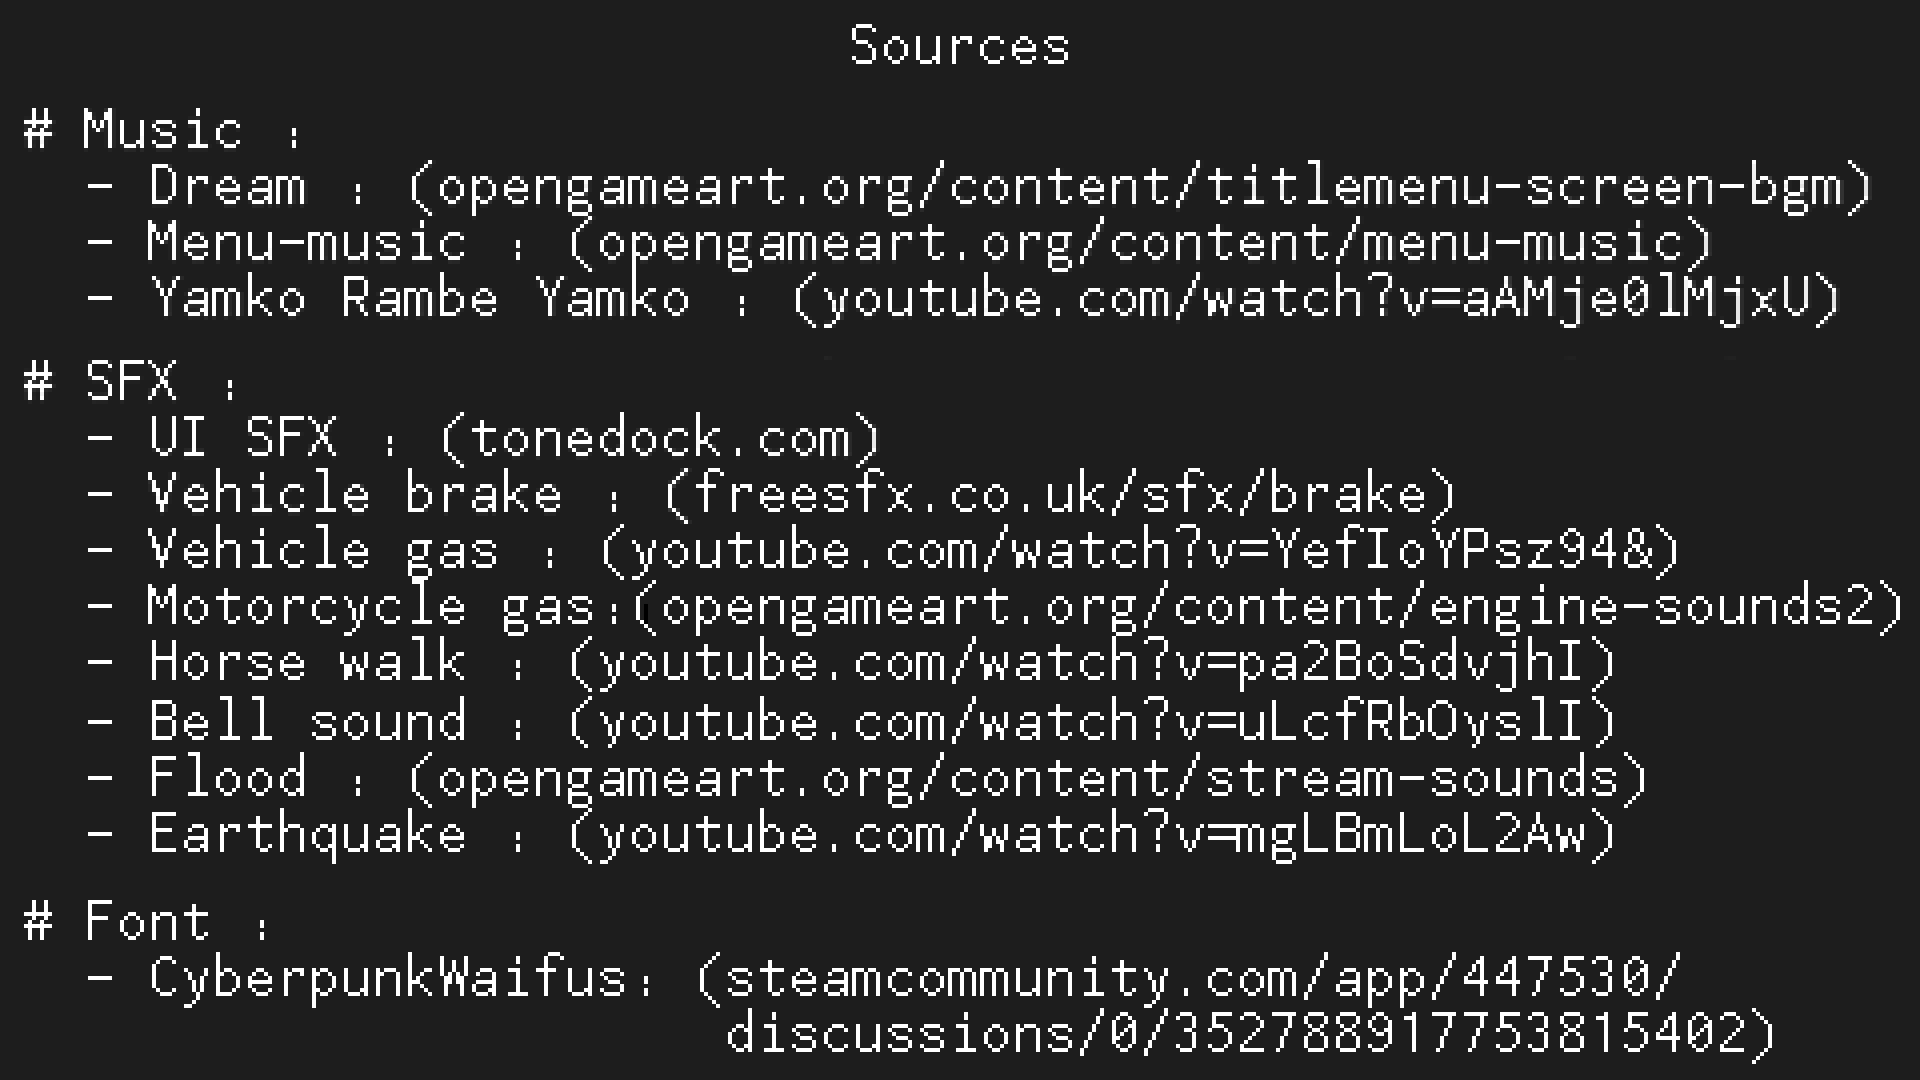 Sources
# Music :
- Dream : (opengameart.org/content/titlemenu-screen-bgm)
- Menu-music : (opengameart.org/content/menu-music)
- Yamko Rambe Yamko : (youtube.com/watch?v=aAMje0lMjxU)
# SFX :
- UI SFX : (tonedock.com)
- Vehicle brake : (freesfx.co.uk/sfx/brake)
- Vehicle gas : (youtube.com/watch?v=YefIoYPsz94&)
- Motorcycle gas:(opengameart.org/content/engine-sounds2)
- Horse walk : (youtube.com/watch?v=pa2BoSdvjhI)
- Bell sound : (youtube.com/watch?v=uLcfRbOyslI)
- Flood : (opengameart.org/content/stream-sounds)
- Earthquake : (youtube.com/watch?v=mgLBmLoL2Aw)
# Font :
- CyberpunkWaifus: (steamcommunity.com/app/447530/
discussions/0/352788917753815402)